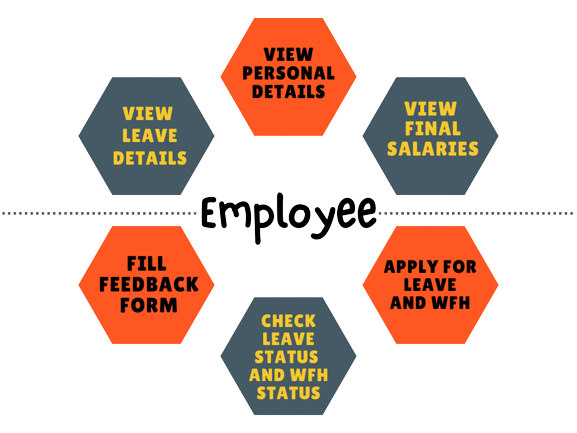 VIEW
PERSONAL
DETAILS
VIEW
LEAVE
DETAILS
VIEW
FINAL
SALARIES
Employee
FILL
FEEDBACK
FORM
APPLY FOR
LEAVE
AND WFH
CHECK
LEAVE
STATUS
AND WFH
STATUS